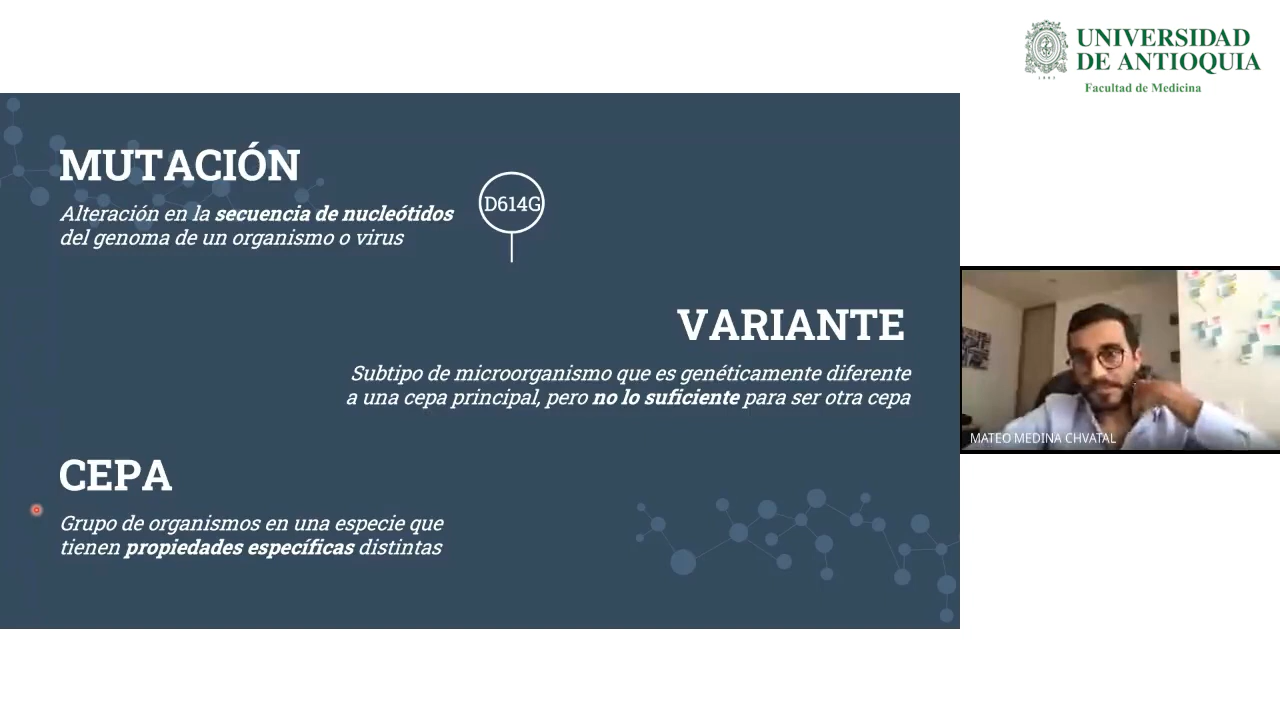 UNIVERSIDAD
DE ANTIOQUIA
Facultad de Medicina
MUTACIÓN
Alteración en la secuencia de nucleótidos
del genoma de un organismo o virus
D614G
VARIANTE
Subtipo de microorganismo que es genéticamente diferente
a una cepa principal, pero no lo suficiente para ser otra cepa
CEPA
Grupo de organismos en una especie que
tienen propiedades específicas distintas
MATEO MEDINA CHVATAL